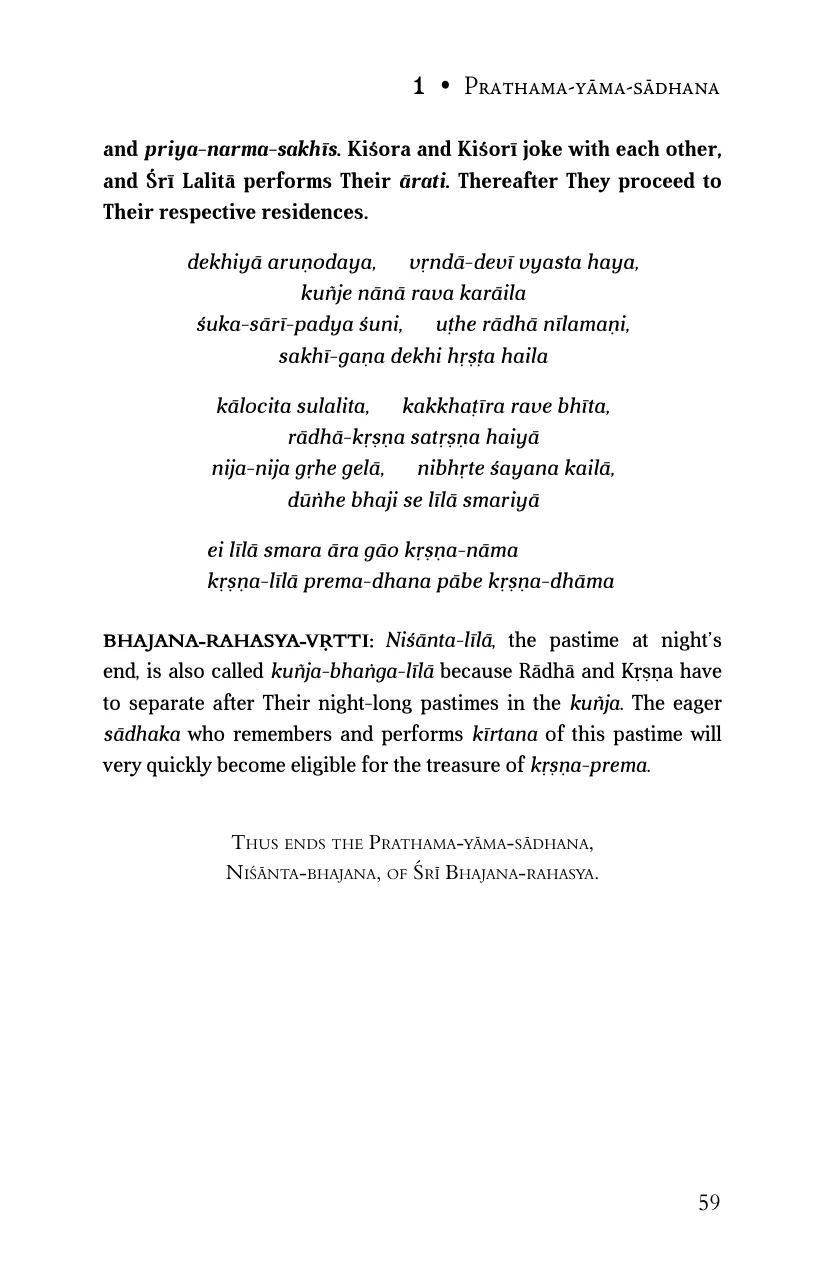 1 • Prathama-yāma-sādhana
and priya-narma-sakhīs. Kiśora and Kiśorī joke with each other,
and Śrī Lalitā performs Their ārati. Thereafter They proceed to
Their respective residences.
dekhiyā aruṇodaya, vṛndā-devī vyasta haya,
kuñje nānā rava karāila
śuka-sārī-padya śuni, uṭhe rādhā nīlamaṇi,
sakhī-gaṇa dekhi hṛṣṭa haila
kālocita sulalita, kakkhaṭīra rave bhīta,
rādhā-kṛṣṇa satṛṣṇa haiyā
nija-nija gṛhe gelā, nibhṛte śayana kailā,
dūṅhe bhaji se līlā smariyā
ei līlā smara āra gāo kṛṣṇa-nāma
kṛṣṇa-līlā prema-dhana pābe kṛṣṇa-dhāma
BHAJANA-RAHASYA-VṚTTI: Niśānta-līlā, the pastime at night's
end, is also called kuñja-bhaṅga-līlā because Rādhā and Kṛṣṇa have
to separate after Their night-long pastimes in the kuñja. The eager
sādhaka who remembers and performs kīrtana of this pastime will
very quickly become eligible for the treasure of kṛṣṇa-prema.
Thus ends the Prathama-yāma-sādhana,
Niśānta-bhajana, of Śrī Bhajana-rahasya.
59